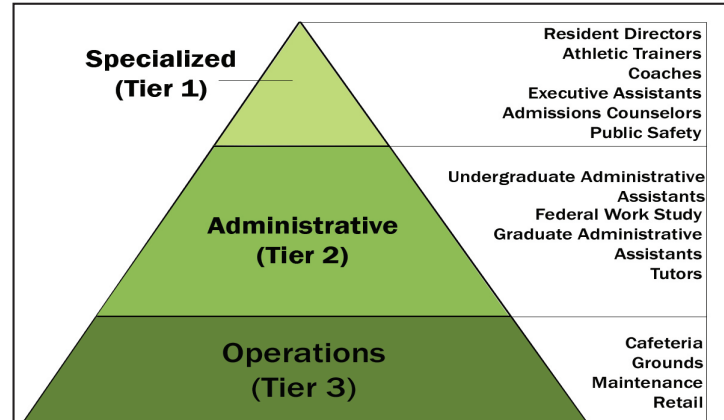 Specialized
(Tier 1)
Resident Directors
Athletic Trainers
Coaches
Executive Assistants
Admissions Counselors
Public Safety
Administrative
(Tier 2)
Undergraduate Administrative
Assistants
Federal Work Study
Graduate Administrative
Assistants
Tutors
Operations
(Tier 3)
Cafeteria
Grounds
Maintenance
Retail